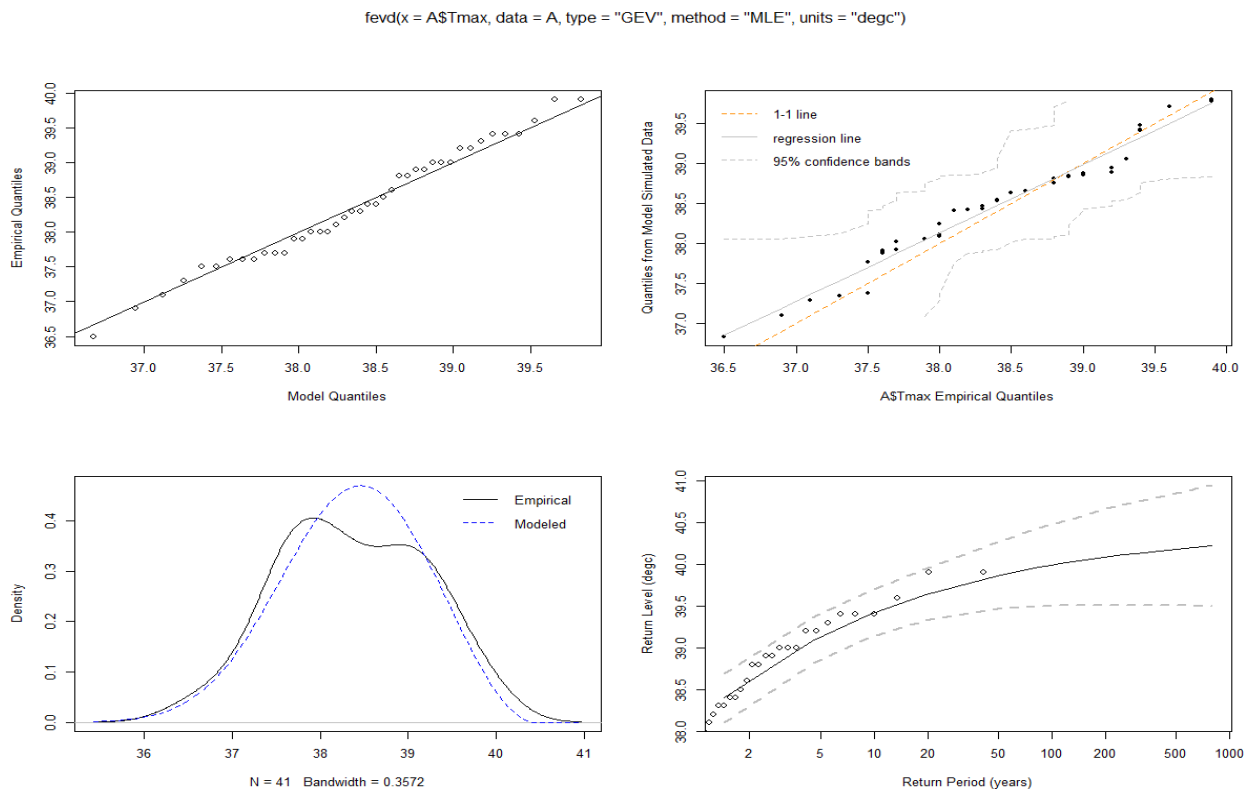 fevd(x = A$Tmax, data = A, type = "GEV", method = "MLE", units = "degc")
Empirical Quantiles
36.5 37.0 37.5 38.0 38.5 39.0 39.5 40.0
37.0 37.5 38.0 38.5 39.0 39.5
Model Quantiles
Quantiles from Model Simulated Data
37.0 37.5 38.0 38.5 39.0 39.5
1-1 line
regression line
95% confidence bands
36.5 37.0 37.5 38.0 38.5 39.0 39.5 40.0
A$Tmax Empirical Quantiles
Density
0.0 0.1 0.2 0.3 0.4
Empirical
Modeled
36 37 38 39 40 41
N = 41 Bandwidth = 0.3572
Return Level (degc)
38.0 38.5 39.0 39.5 40.0 40.5 41.0
2 5 10 20 50 100 200 500 1000
Return Period (years)